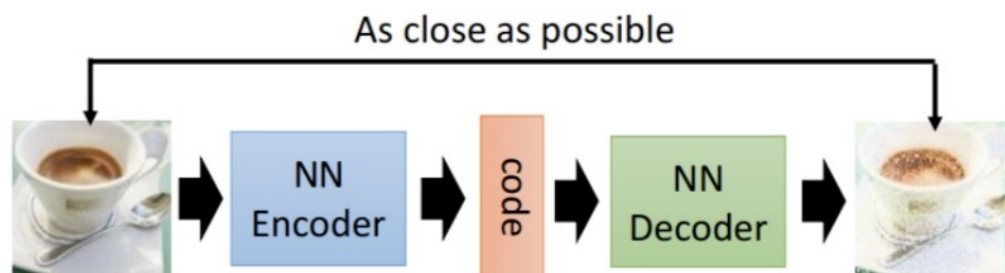 As close as possible
NN
Encoder
code
NN
Decoder